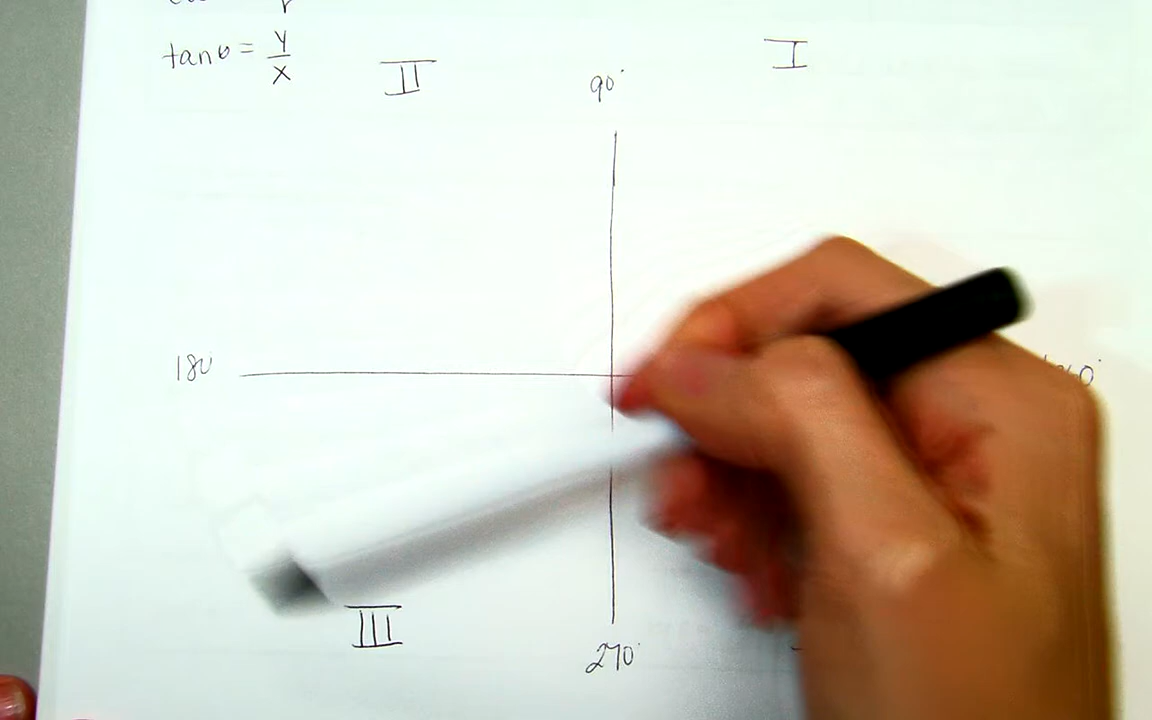 tanθ = y/x
II
I
90°
180°
III
270°